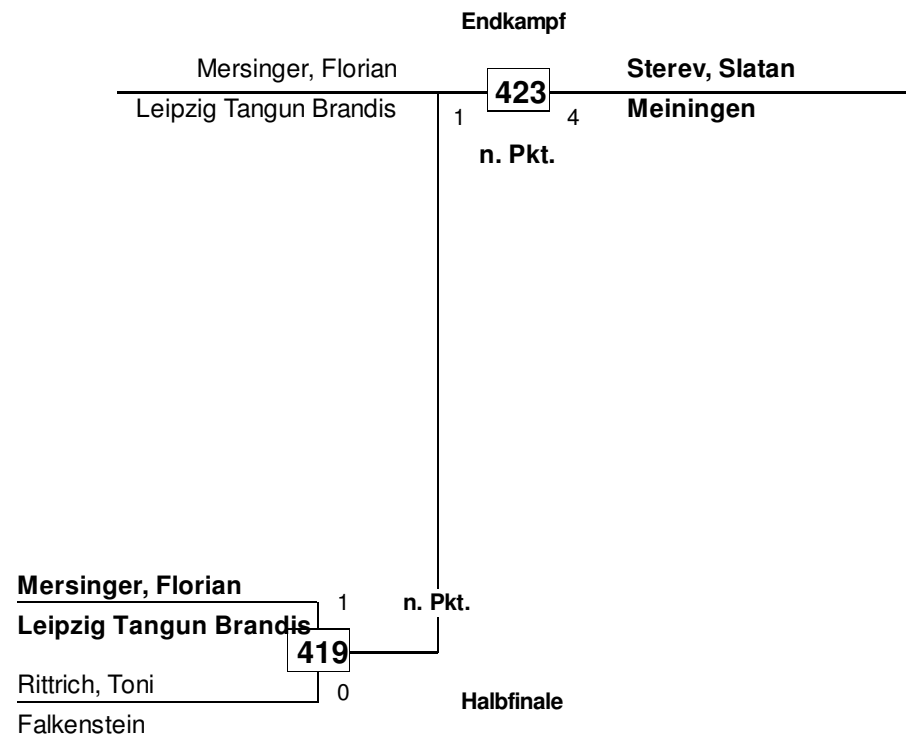 Endkampf
Mersinger, Florian
Leipzig Tangun Brandis
1
423
4
Sterev, Slatan
Meiningen
n. Pkt.
Mersinger, Florian
Leipzig Tangun Brandis
1
n. Pkt.
419
Rittrich, Toni
Falkenstein
0
Halbfinale